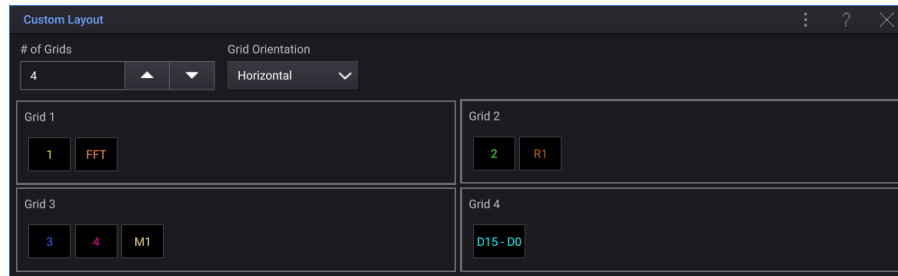 Custom Layout
# of Grids
Grid Orientation
4
Horizontal
Grid 1
1 FFT
Grid 2
2 R1
Grid 3
3 4 M1
Grid 4
D15 - D0